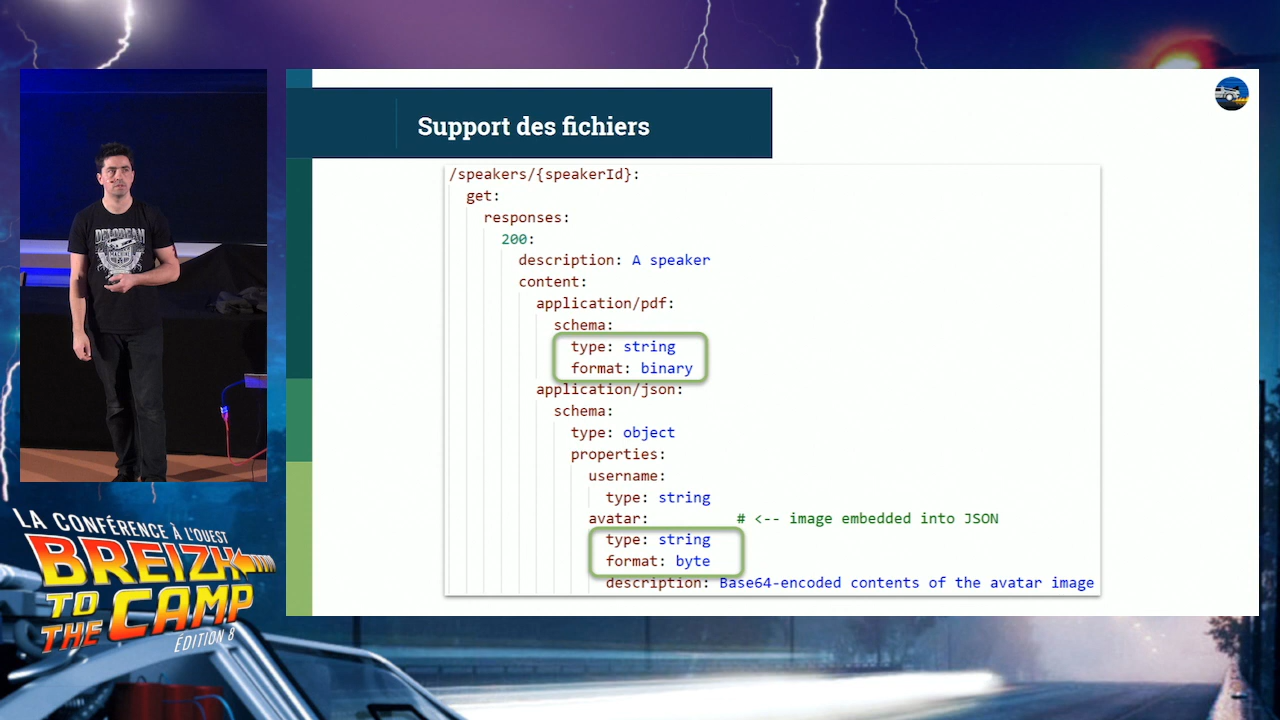 Support des fichiers
/speakers/{speakerId}:
get:
responses:
200:
description: A speaker
content:
application/pdf:
schema:
type: string
format: binary
application/json:
schema:
type: object
properties:
username:
type: string
avatar: # <-- image embedded into JSON
type: string
format: byte
description: Base64-encoded contents of the avatar image
DELOREAN
LA CONFÉRENCE À L'OUEST
BREIZH
TO
THE CAMP
ÉDITION 8